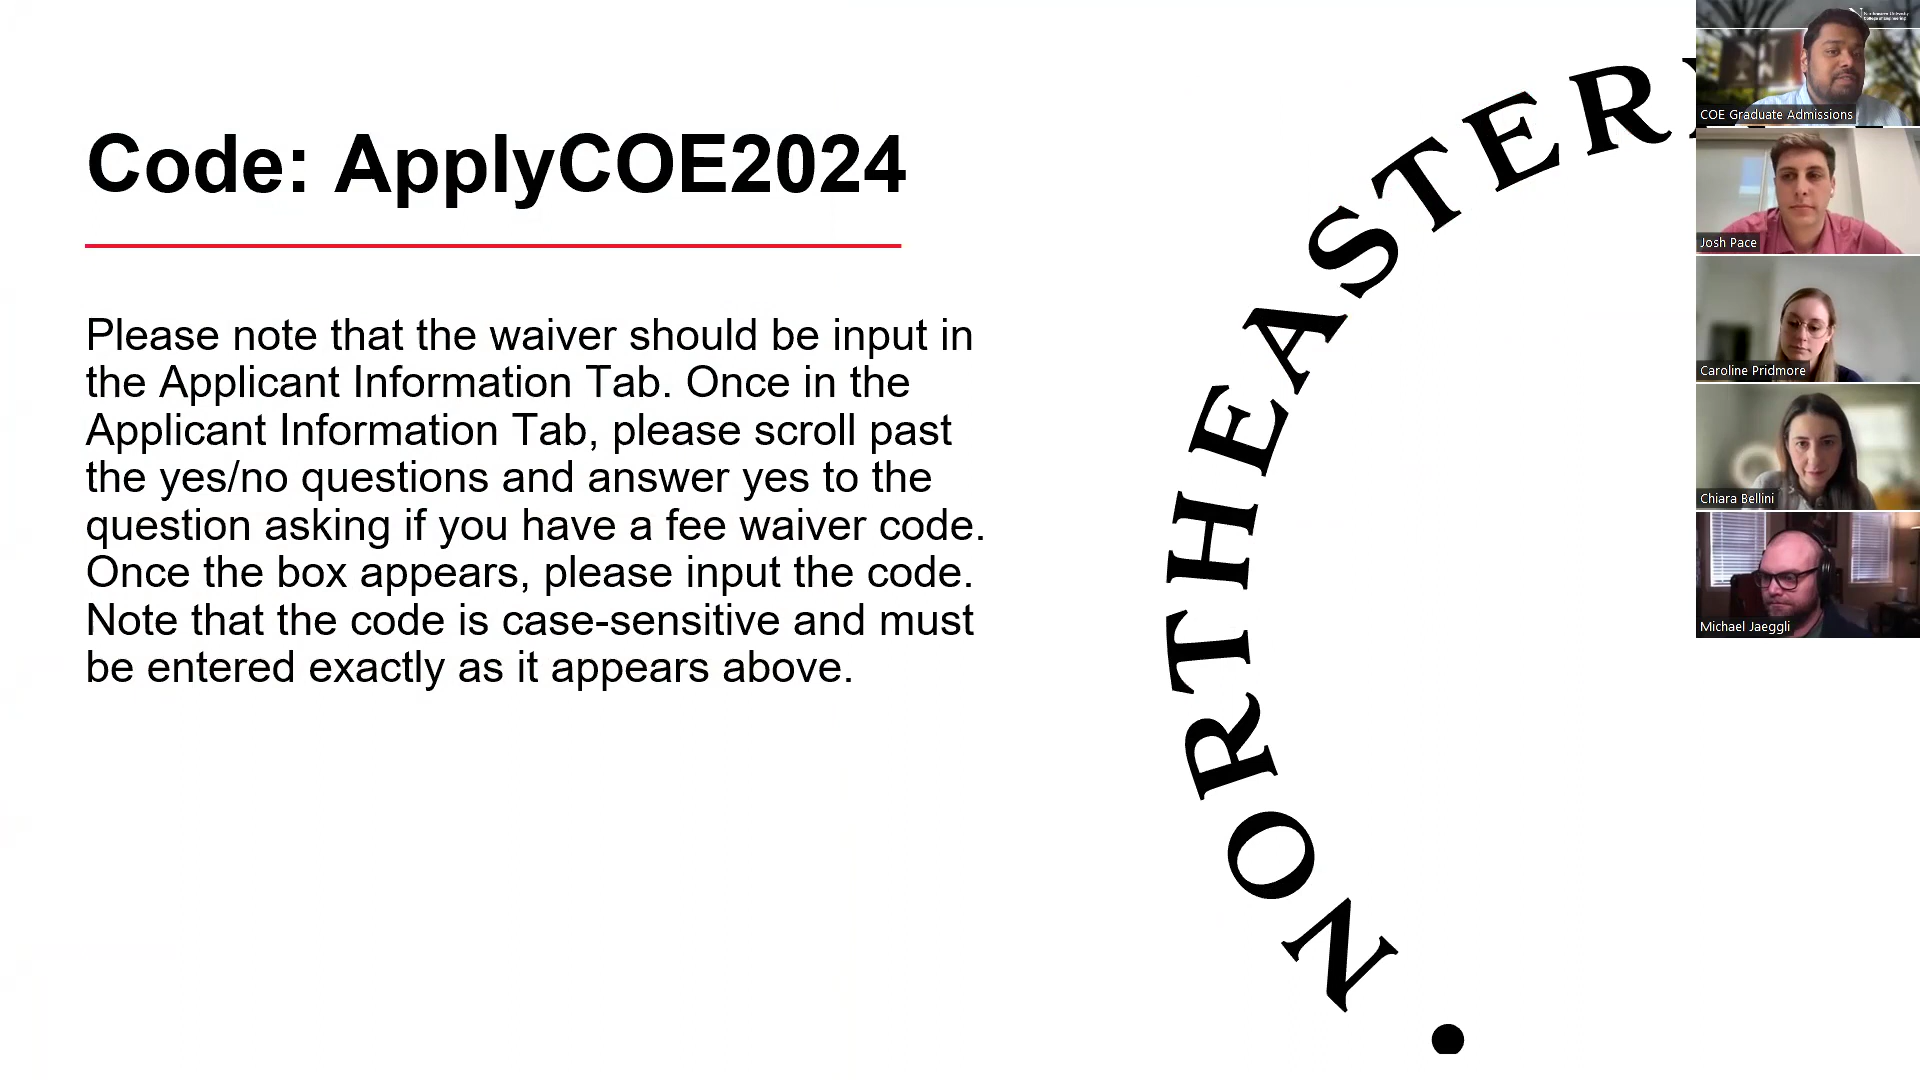 Code: ApplyCOE2024
Please note that the waiver should be input in
the Applicant Information Tab. Once in the
Applicant Information Tab, please scroll past
the yes/no questions and answer yes to the
question asking if you have a fee waiver code.
Once the box appears, please input the code.
Note that the code is case-sensitive and must
be entered exactly as it appears above.
NORTHEASTER
COE Graduate Admissions
Josh Pace
Caroline Pridmore
Chiara Bellini
Michael Jaeggli